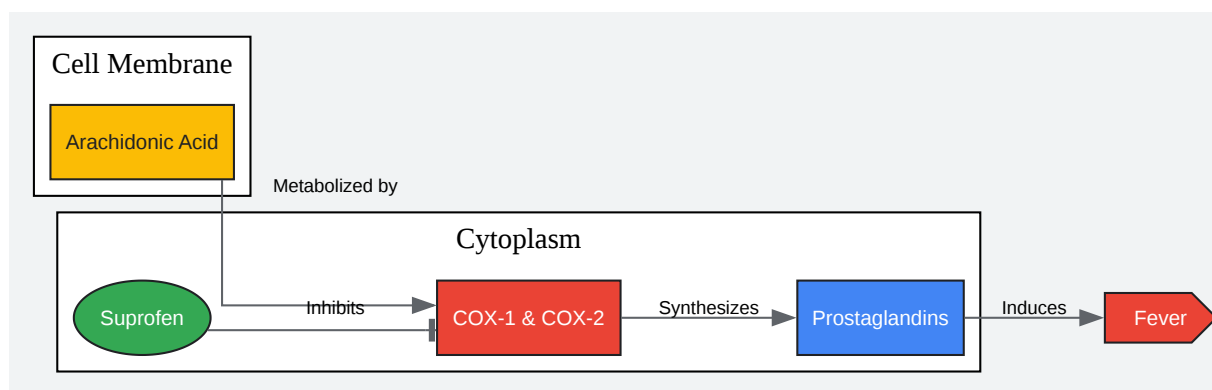 Cell Membrane
Arachidonic Acid
Metabolized by
Cytoplasm
Suprofen
Inhibits
COX-1 & COX-2
Synthesizes
Prostaglandins
Induces
Fever